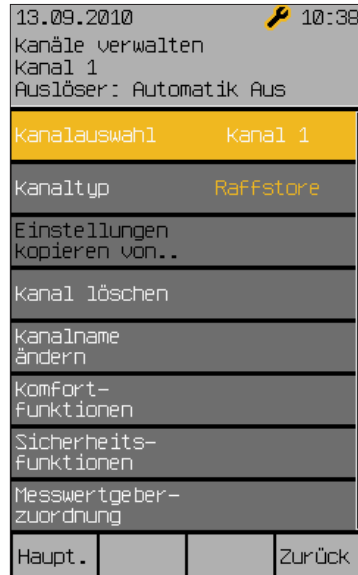 13.09.2010 10:38
Kanäle verwalten
Kanal 1
Auslöser: Automatik Aus
Kanalauswahl Kanal 1
Kanaltyp Raffstore
Einstellungen
kopieren von..
Kanal löschen
Kanalname
ändern
Komfort-
funktionen
Sicherheits-
funktionen
Messwertgeber-
zuordnung
Haupt. Zurück